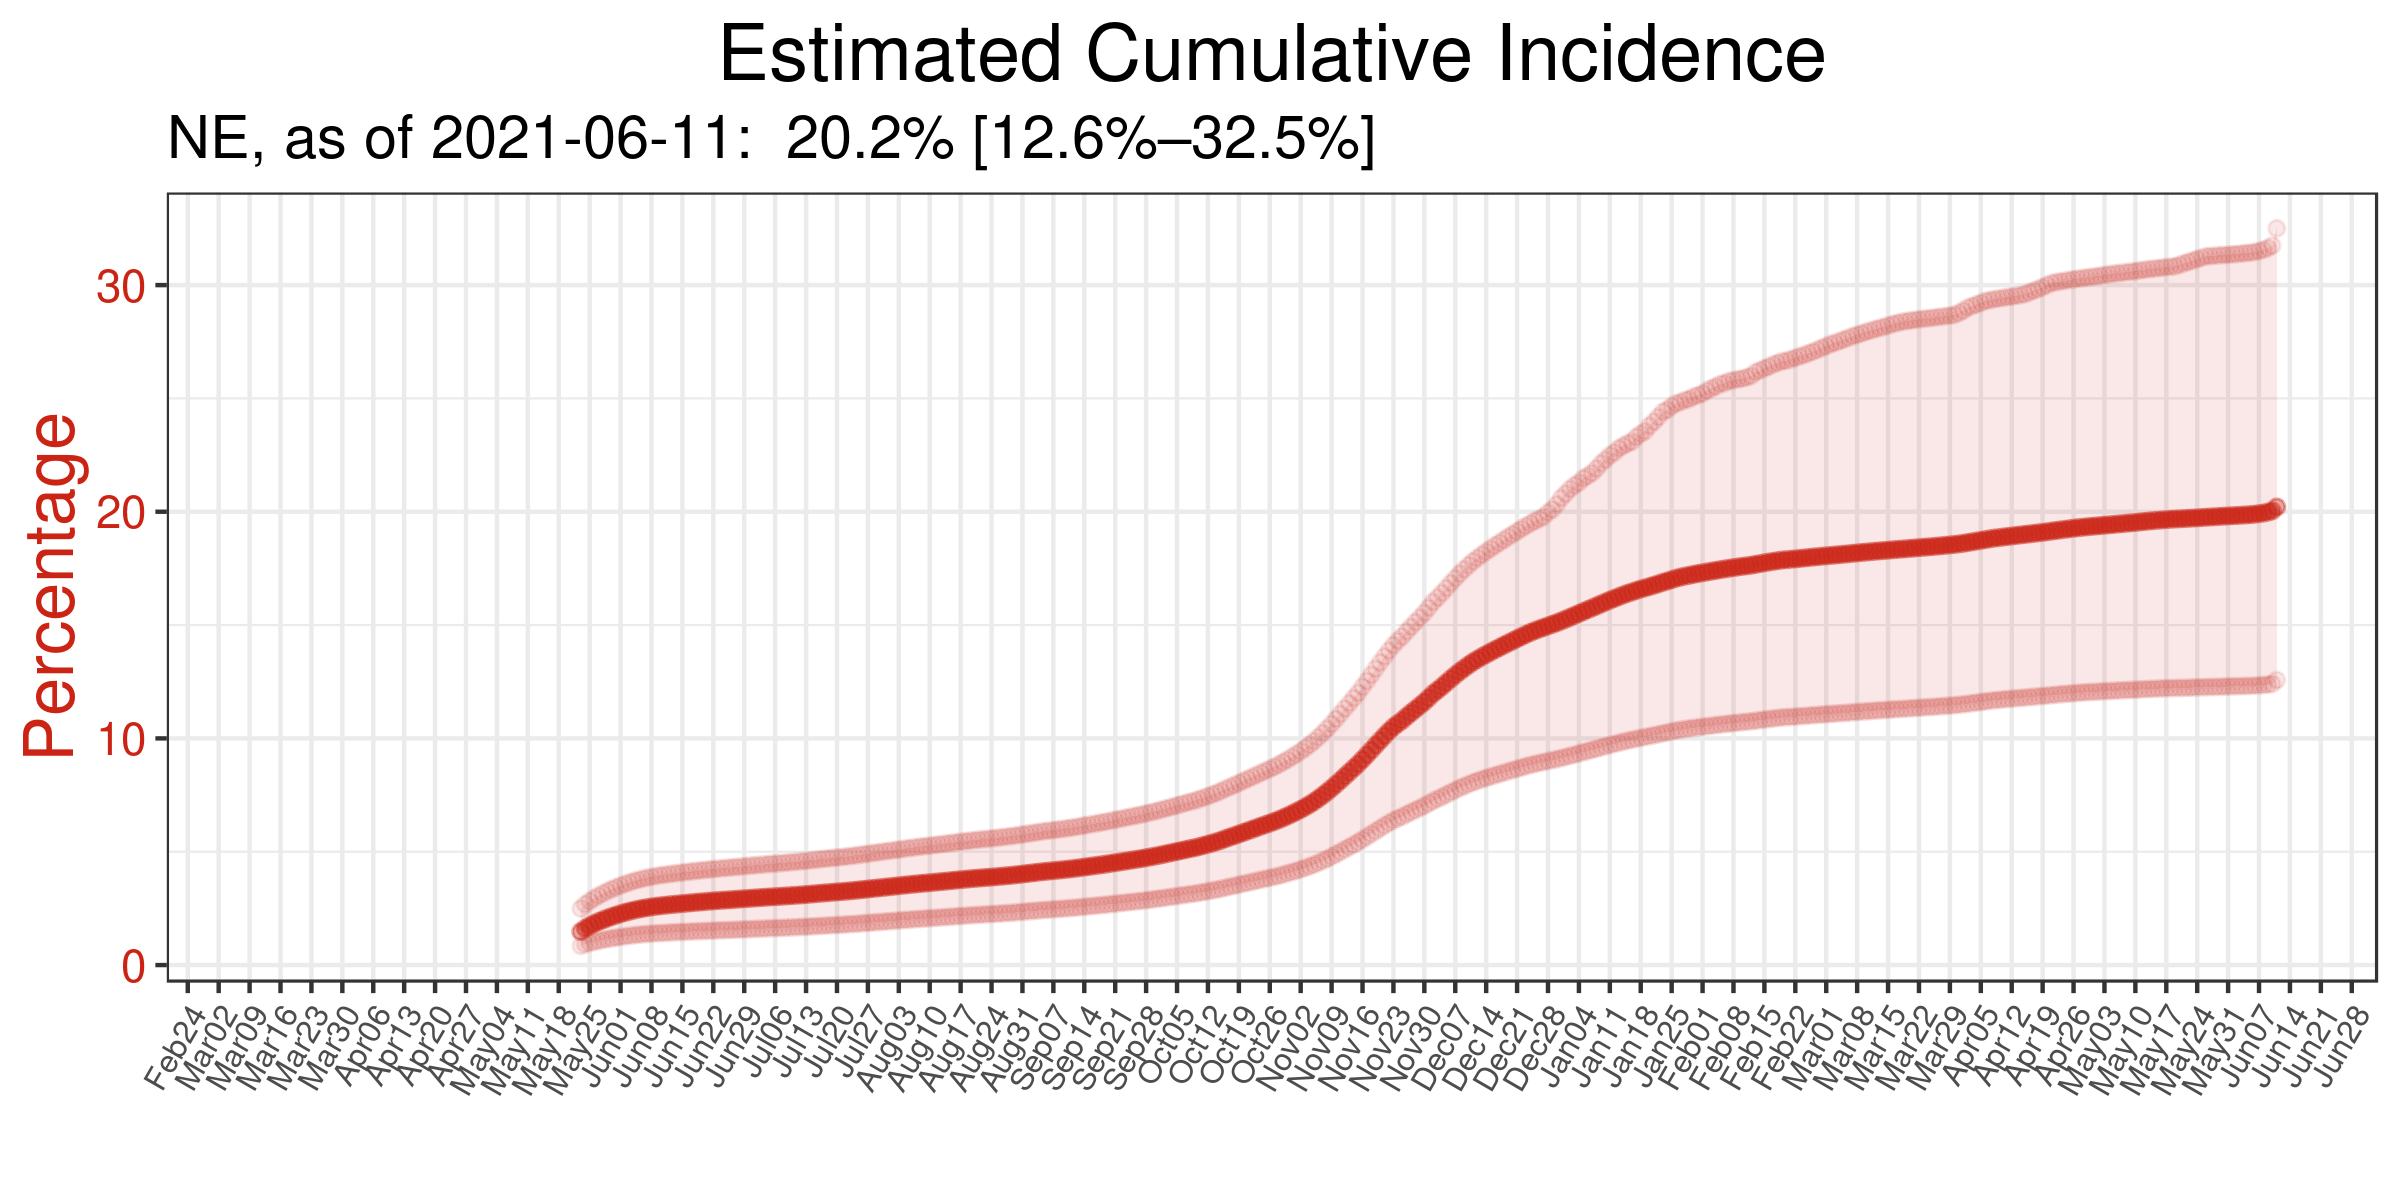 Estimated Cumulative Incidence
NE, as of 2021-06-11:  20.2% [12.6%–32.5%]
Percentage
30
20
10
0
Feb24 Mar02 Mar09 Mar16 Mar23 Mar30 Apr06 Apr13 Apr20 Apr27 May04 May11 May18 May25 Jun01 Jun08 Jun15 Jun22 Jun29 Jul06 Jul13 Jul20 Jul27 Aug03 Aug10 Aug17 Aug24 Aug31 Sep07 Sep14 Sep21 Sep28 Oct05 Oct12 Oct19 Oct26 Nov02 Nov09 Nov16 Nov23 Nov30 Dec07 Dec14 Dec21 Dec28 Jan04 Jan11 Jan18 Jan25 Feb01 Feb08 Feb15 Feb22 Mar01 Mar08 Mar15 Mar22 Mar29 Apr05 Apr12 Apr19 Apr26 May03 May10 May17 May24 May31 Jun07 Jun14 Jun21 Jun28